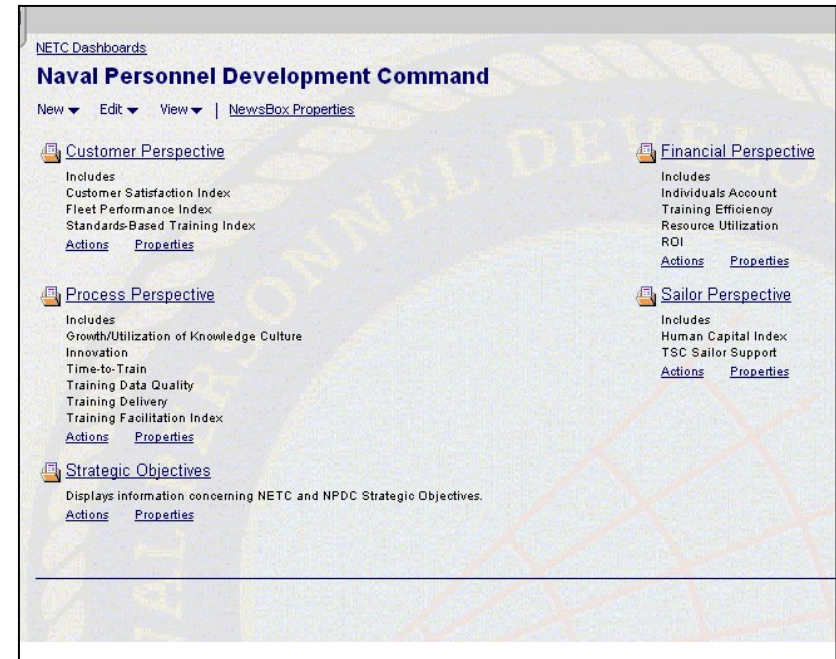 NETC Dashboards
Naval Personnel Development Command
New Edit View | NewsBox Properties
Customer Perspective
Includes
Customer Satisfaction Index
Fleet Performance Index
Standards-Based Training Index
Actions Properties
Financial Perspective
Includes
Individuals Account
Training Efficiency
Resource Utilization
ROI
Actions Properties
Process Perspective
Includes
Growth/Utilization of Knowledge Culture
Innovation
Time-to-Train
Training Data Quality
Training Delivery
Training Facilitation Index
Actions Properties
Sailor Perspective
Includes
Human Capital Index
TSC Sailor Support
Actions Properties
Strategic Objectives
Displays information concerning NETC and NPDC Strategic Objectives.
Actions Properties